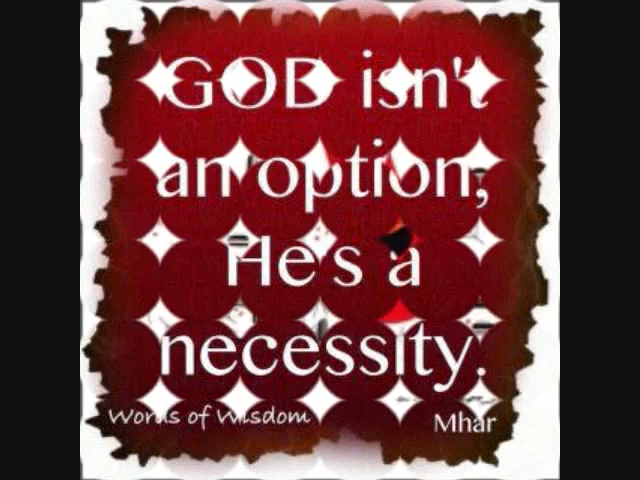 GOD isn't
an option,
He's a
necessity.
Words of Wisdom
Mhar